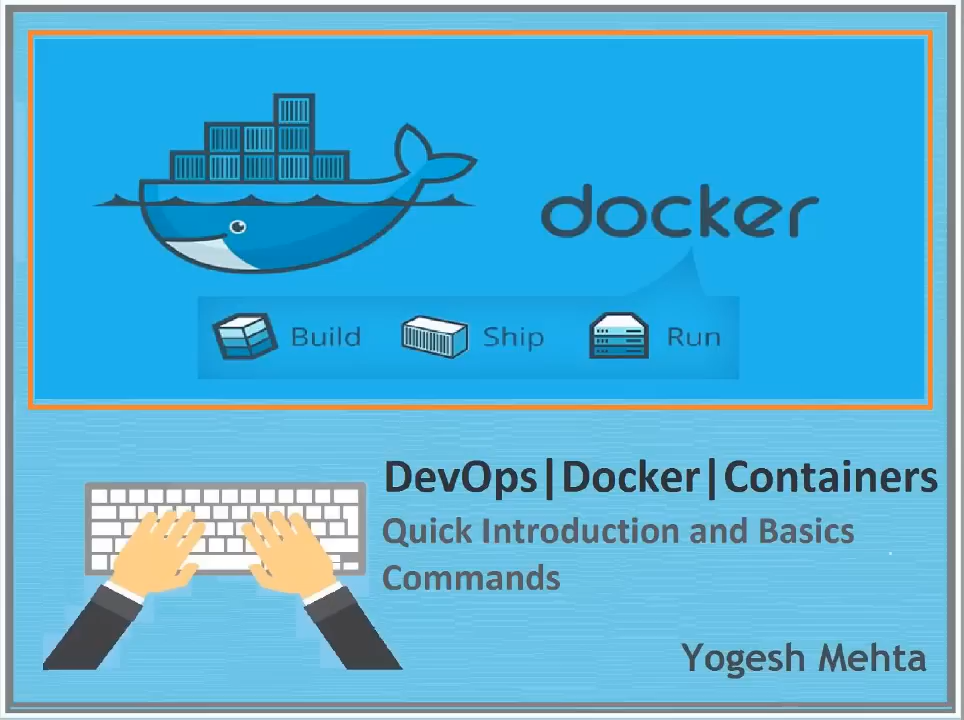 docker
Build Ship Run
DevOps|Docker|Containers
Quick Introduction and Basics
Commands
Yogesh Mehta